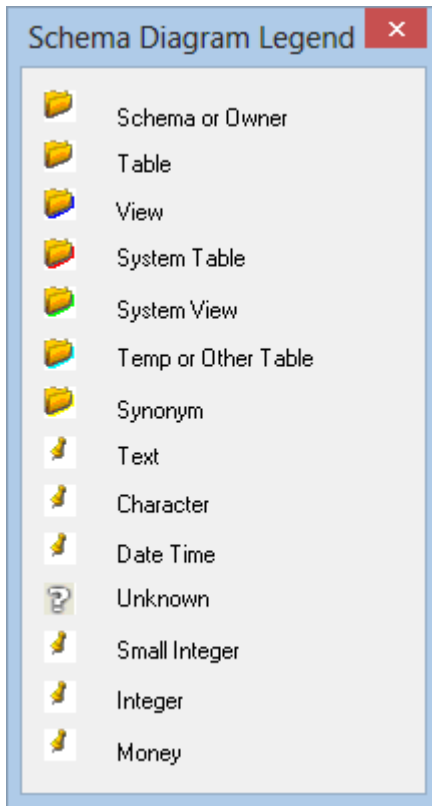 Schema Diagram Legend
Schema or Owner
Table
View
System Table
System View
Temp or Other Table
Synonym
Text
Character
Date Time
Unknown
Small Integer
Integer
Money